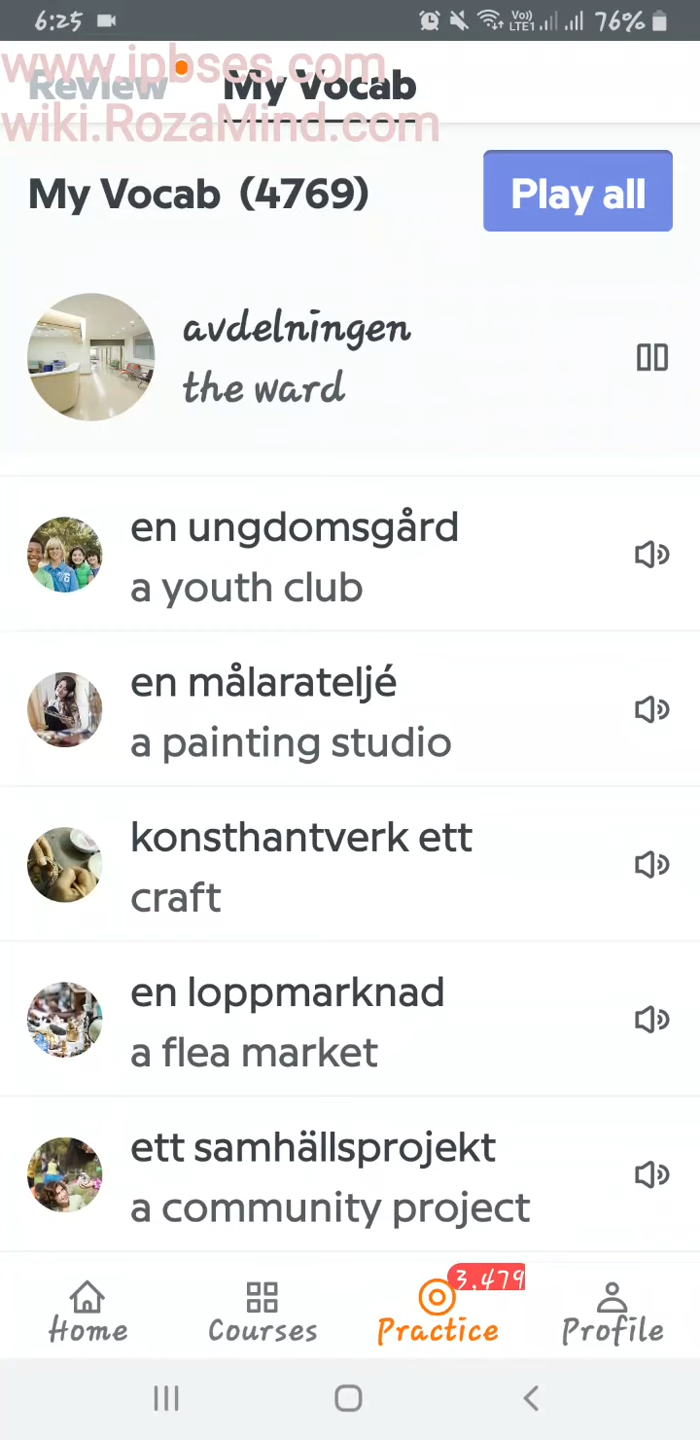 6:25
Vo)) LTE1 76%
www.ipbses.com
Review My Vocab
wiki.RozaMind.com
My Vocab (4769)
Play all
avdelningen
the ward
en ungdomsgård
a youth club
en målarateljé
a painting studio
konsthantverk ett
craft
en loppmarknad
a flea market
ett samhällsprojekt
a community project
3,479
Home Courses Practice Profile